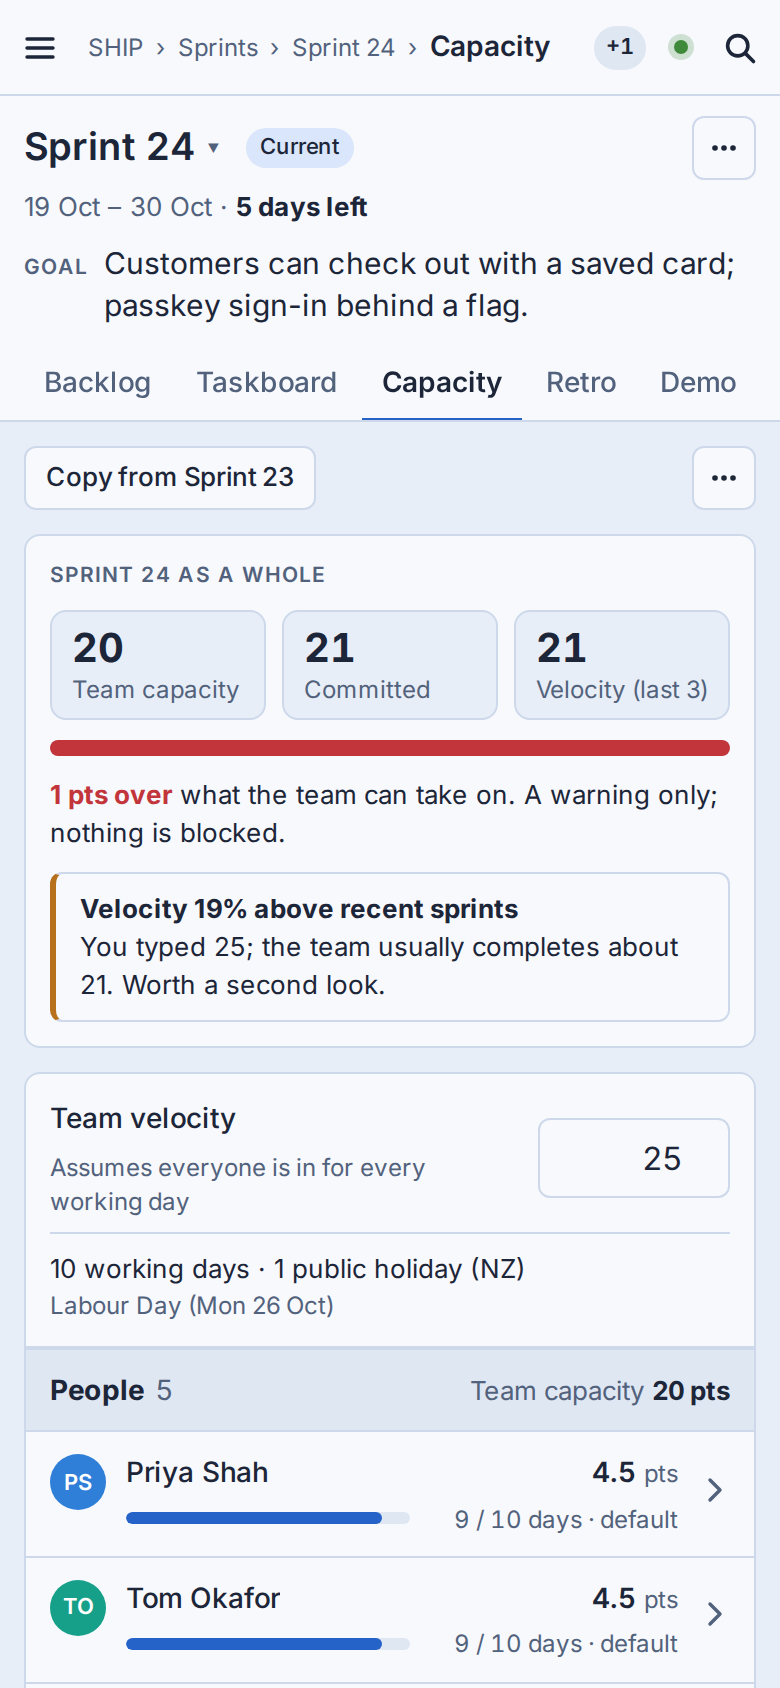 SHIP › Sprints › Sprint 24 › Capacity +1
Sprint 24 ▾ Current ···
19 Oct – 30 Oct · 5 days left
GOAL Customers can check out with a saved card;
passkey sign-in behind a flag.
Backlog Taskboard Capacity Retro Demo
Copy from Sprint 23 ···
SPRINT 24 AS A WHOLE
20 21 21
Team capacity Committed Velocity (last 3)
1 pts over what the team can take on. A warning only;
nothing is blocked.
Velocity 19% above recent sprints
You typed 25; the team usually completes about
21. Worth a second look.
Team velocity
25
Assumes everyone is in for every
working day
10 working days · 1 public holiday (NZ)
Labour Day (Mon 26 Oct)
People 5 Team capacity 20 pts
PS Priya Shah 4.5 pts
9 / 10 days · default
TO Tom Okafor 4.5 pts
9 / 10 days · default